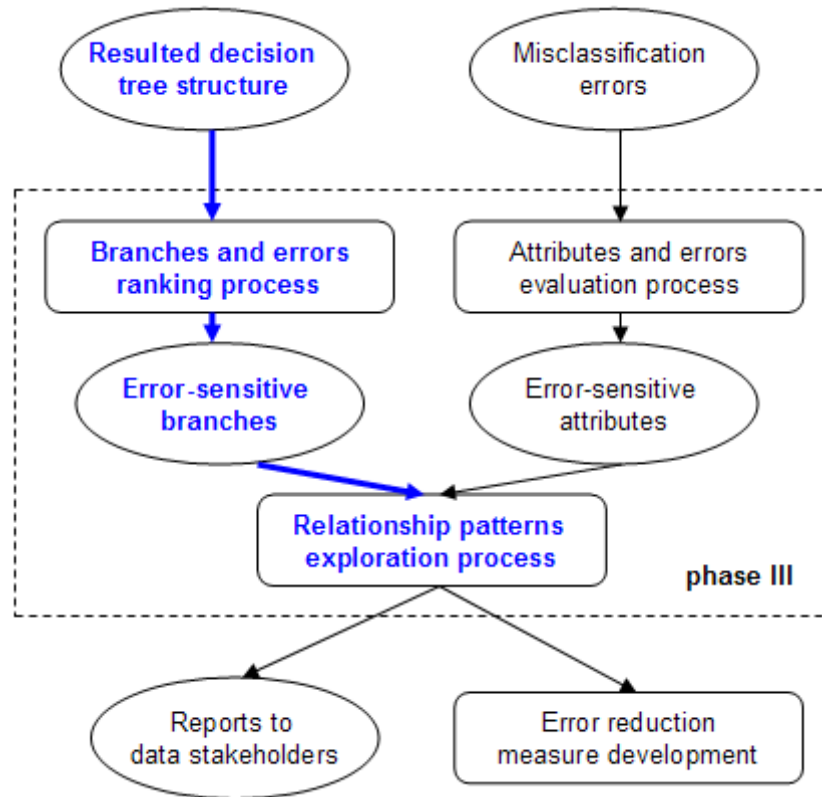 Resulted decision
tree structure
Misclassification
errors
Branches and errors
ranking process
Attributes and errors
evaluation process
Error-sensitive
branches
Error-sensitive
attributes
Relationship patterns
exploration process
phase III
Reports to
data stakeholders
Error reduction
measure development